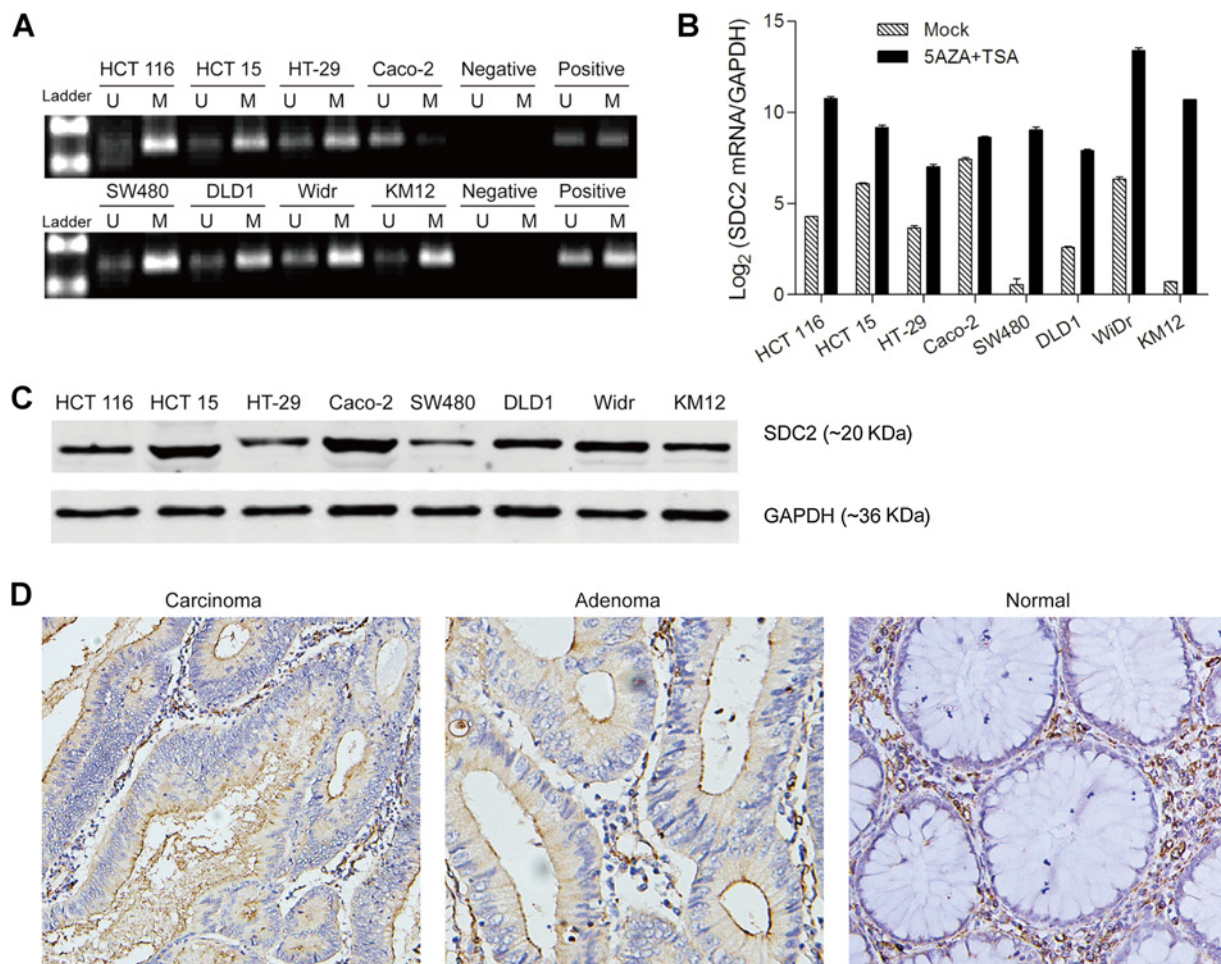 A
HCT 116 HCT 15 HT-29 Caco-2 Negative Positive
Ladder U M U M U M U M U M U M
SW480 DLD1 Widr KM12 Negative Positive
Ladder U M U M U M U M U M U M
B
Log2 (SDC2 mRNA/GAPDH)
15
10
5
0
Mock
5AZA+TSA
HCT 116 HCT 15 HT-29 Caco-2 SW480 DLD1 WiDr KM12
C
HCT 116 HCT 15 HT-29 Caco-2 SW480 DLD1 Widr KM12
SDC2 (~20 KDa)
GAPDH (~36 KDa)
D
Carcinoma Adenoma Normal